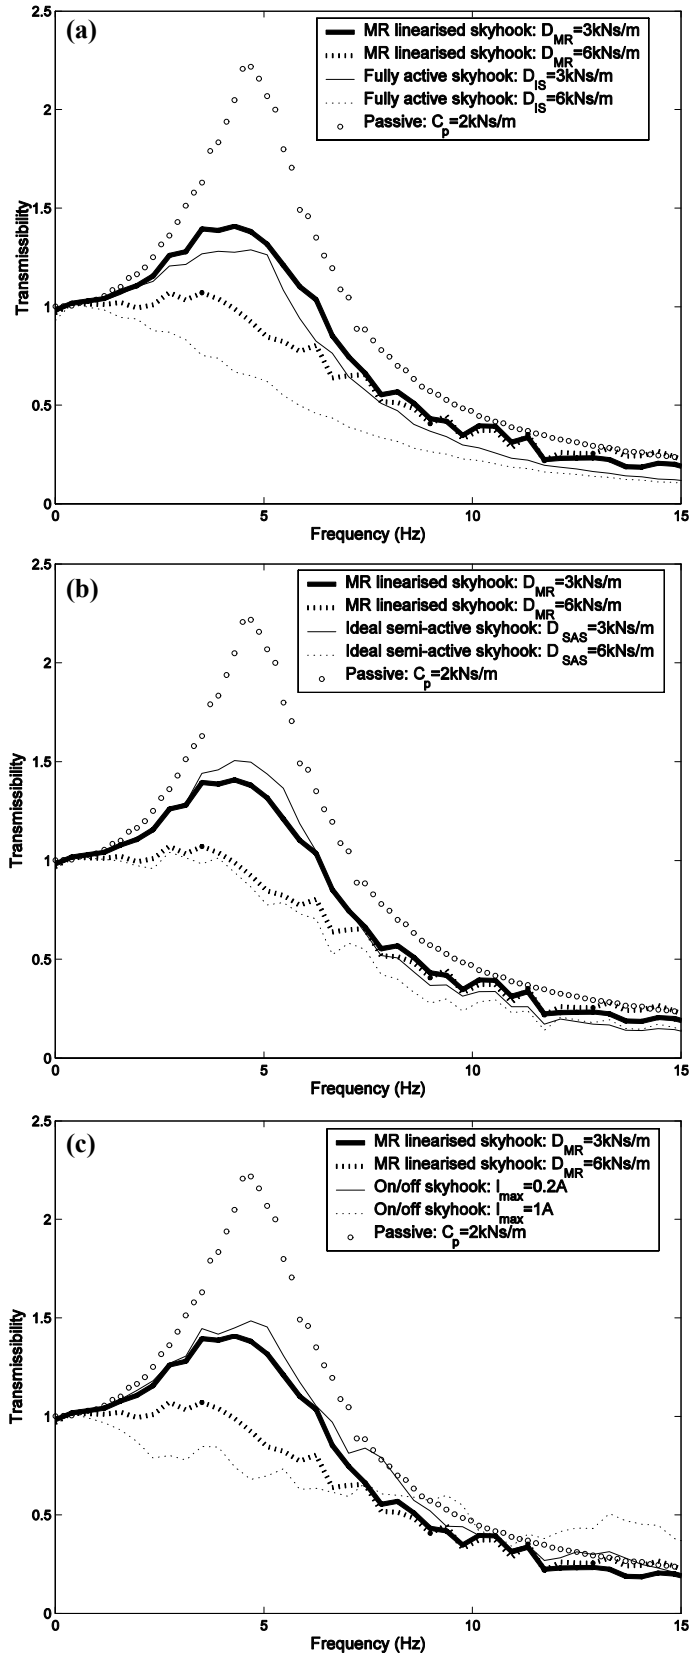 (a)
MR linearised skyhook: D_MR=3kNs/m
MR linearised skyhook: D_MR=6kNs/m
Fully active skyhook: D_IS=3kNs/m
Fully active skyhook: D_IS=6kNs/m
Passive: C_p=2kNs/m
2.5
2
1.5
1
0.5
0
Transmissibility
0 5 10 15
Frequency (Hz)
(b)
MR linearised skyhook: D_MR=3kNs/m
MR linearised skyhook: D_MR=6kNs/m
Ideal semi-active skyhook: D_SAS=3kNs/m
Ideal semi-active skyhook: D_SAS=6kNs/m
Passive: C_p=2kNs/m
2.5
2
1.5
1
0.5
0
Transmissibility
0 5 10 15
Frequency (Hz)
(c)
MR linearised skyhook: D_MR=3kNs/m
MR linearised skyhook: D_MR=6kNs/m
On/off skyhook: I_max=0.2A
On/off skyhook: I_max=1A
Passive: C_p=2kNs/m
2.5
2
1.5
1
0.5
0
Transmissibility
0 5 10 15
Frequency (Hz)